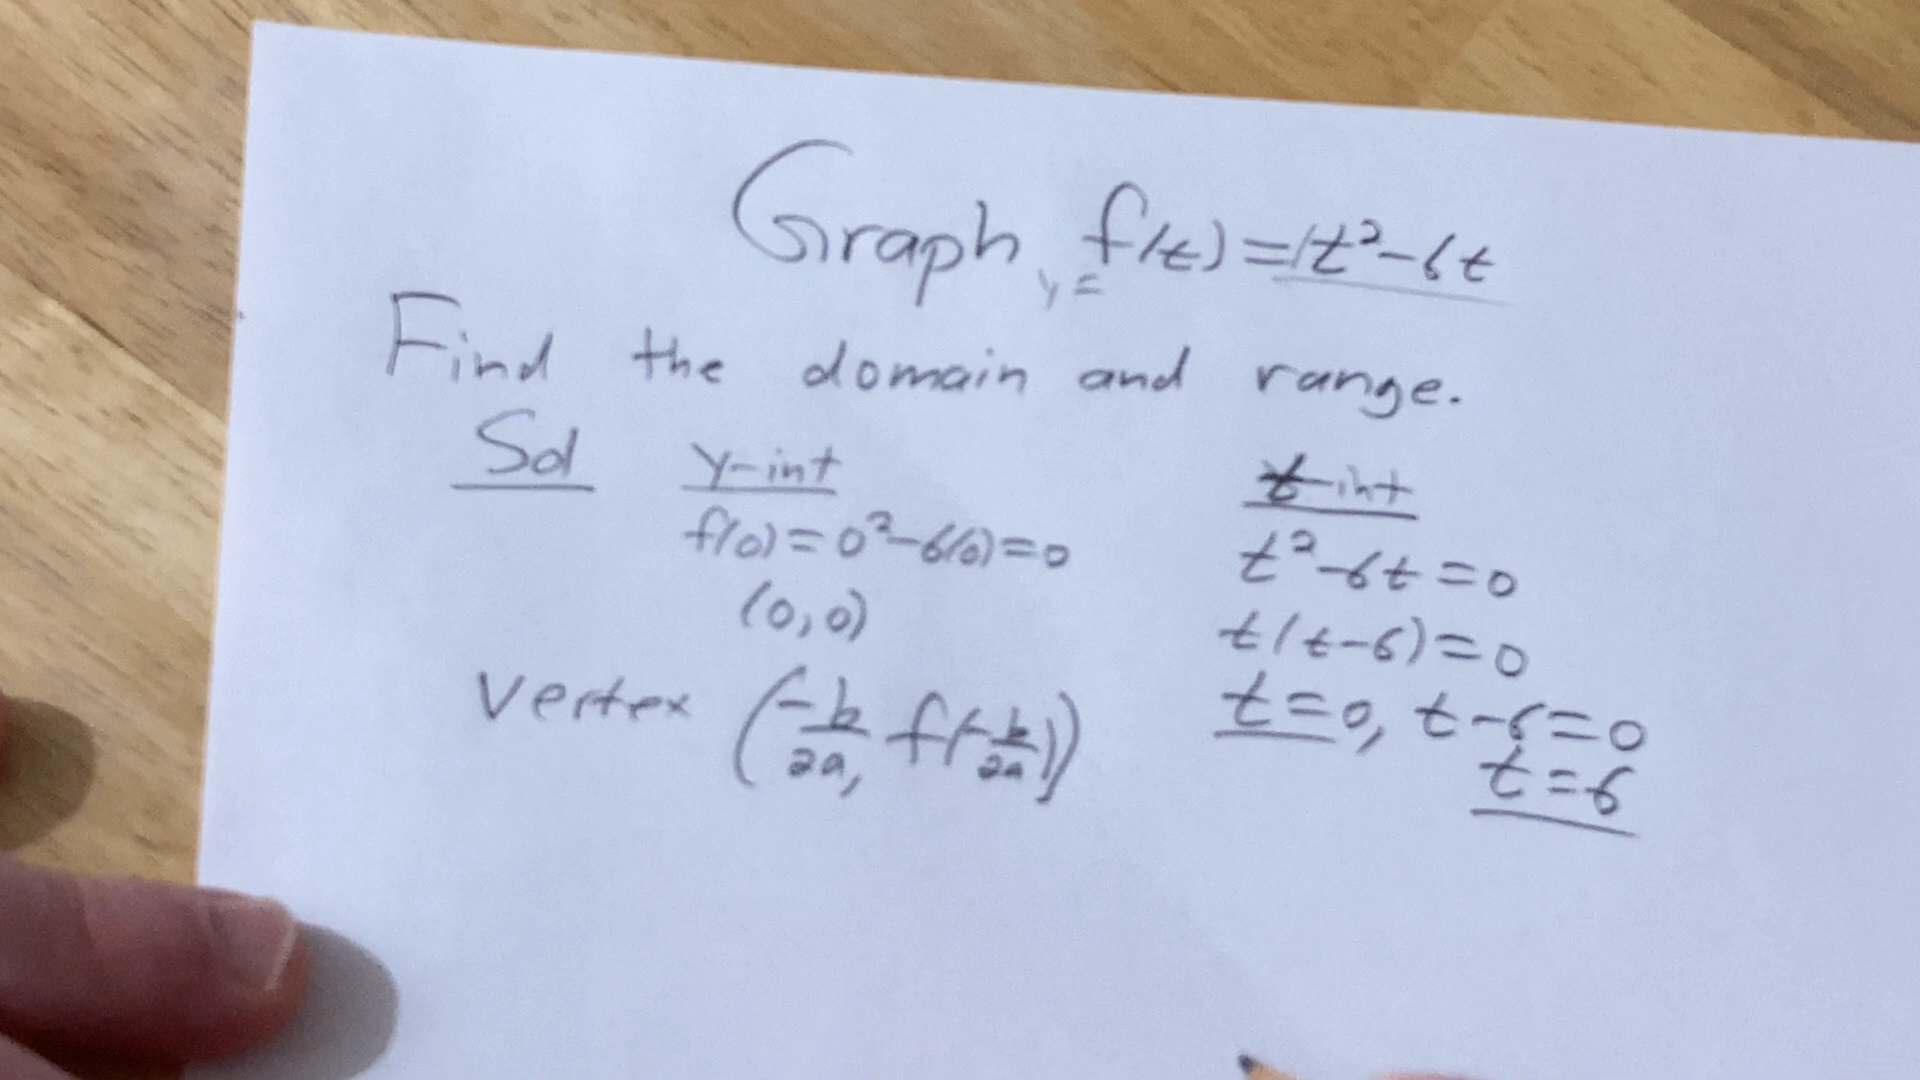 Graph f(t) = 1t² - 6t
y =
Find the domain and range.
Sol
y-int
f(0) = 0² - 6(0) = 0
(0, 0)
t-int
t² - 6t = 0
t(t - 6) = 0
t = 0, t - 6 = 0
t = 6
Vertex (-b/2a, f(-b/2a))